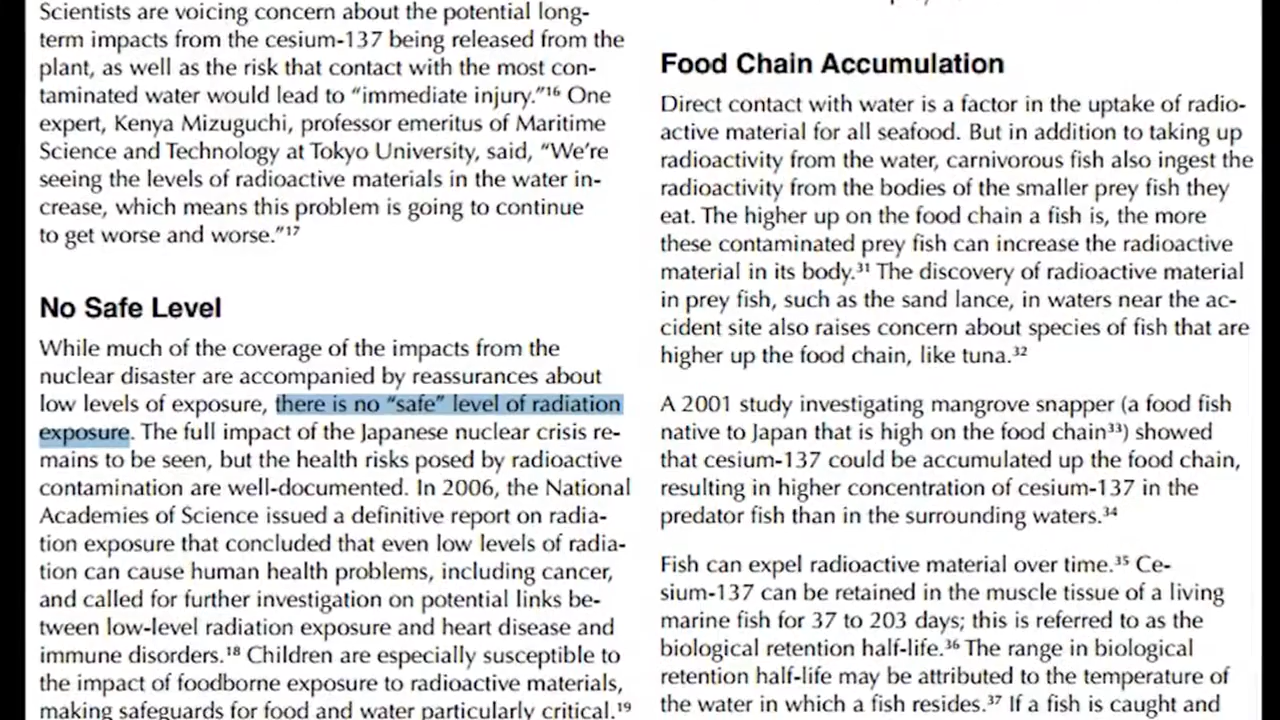 Scientists are voicing concern about the potential long-
term impacts from the cesium-137 being released from the
plant, as well as the risk that contact with the most con-
taminated water would lead to “immediate injury.”¹⁶ One
expert, Kenya Mizuguchi, professor emeritus of Maritime
Science and Technology at Tokyo University, said, “We’re
seeing the levels of radioactive materials in the water in-
crease, which means this problem is going to continue
to get worse and worse.”¹⁷
No Safe Level
While much of the coverage of the impacts from the
nuclear disaster are accompanied by reassurances about
low levels of exposure, there is no “safe” level of radiation
exposure. The full impact of the Japanese nuclear crisis re-
mains to be seen, but the health risks posed by radioactive
contamination are well-documented. In 2006, the National
Academies of Science issued a definitive report on radia-
tion exposure that concluded that even low levels of radia-
tion can cause human health problems, including cancer,
and called for further investigation on potential links be-
tween low-level radiation exposure and heart disease and
immune disorders.¹⁸ Children are especially susceptible to
the impact of foodborne exposure to radioactive materials,
making safeguards for food and water particularly critical.¹⁹
Food Chain Accumulation
Direct contact with water is a factor in the uptake of radio-
active material for all seafood. But in addition to taking up
radioactivity from the water, carnivorous fish also ingest the
radioactivity from the bodies of the smaller prey fish they
eat. The higher up on the food chain a fish is, the more
these contaminated prey fish can increase the radioactive
material in its body.³¹ The discovery of radioactive material
in prey fish, such as the sand lance, in waters near the ac-
cident site also raises concern about species of fish that are
higher up the food chain, like tuna.³²
A 2001 study investigating mangrove snapper (a food fish
native to Japan that is high on the food chain³³) showed
that cesium-137 could be accumulated up the food chain,
resulting in higher concentration of cesium-137 in the
predator fish than in the surrounding waters.³⁴
Fish can expel radioactive material over time.³⁵ Ce-
sium-137 can be retained in the muscle tissue of a living
marine fish for 37 to 203 days; this is referred to as the
biological retention half-life.³⁶ The range in biological
retention half-life may be attributed to the temperature of
the water in which a fish resides.³⁷ If a fish is caught and